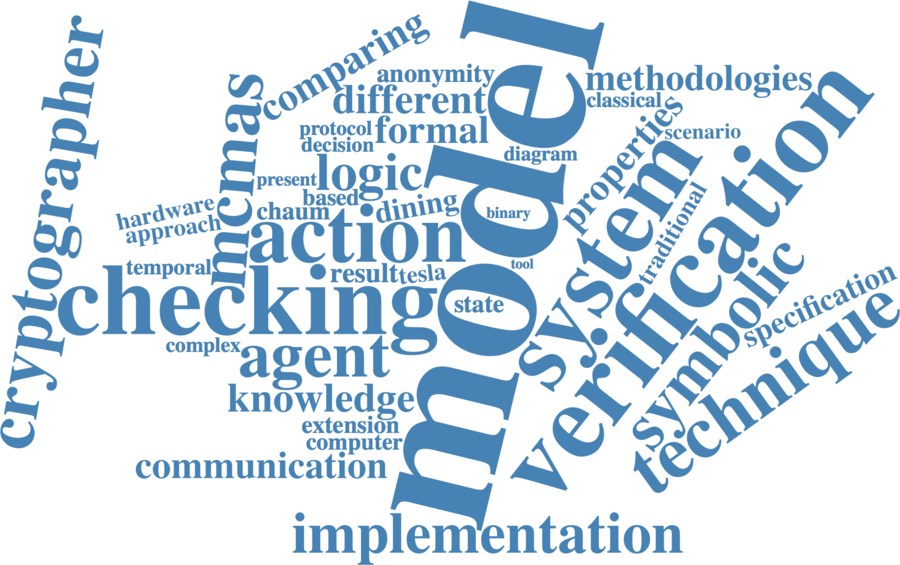 cryptographer
comparing
model
anonymity
methodologies
different
classical
mcmas
protocol
formal
properties
scenario
decision
diagram
system
verification
logic
present
based
hardware
chaum
dining
binary
approach
action
traditional
temporal
result
tesla
tool
checking
state
symbolic
specification
complex
agent
technique
knowledge
extension
computer
communication
implementation